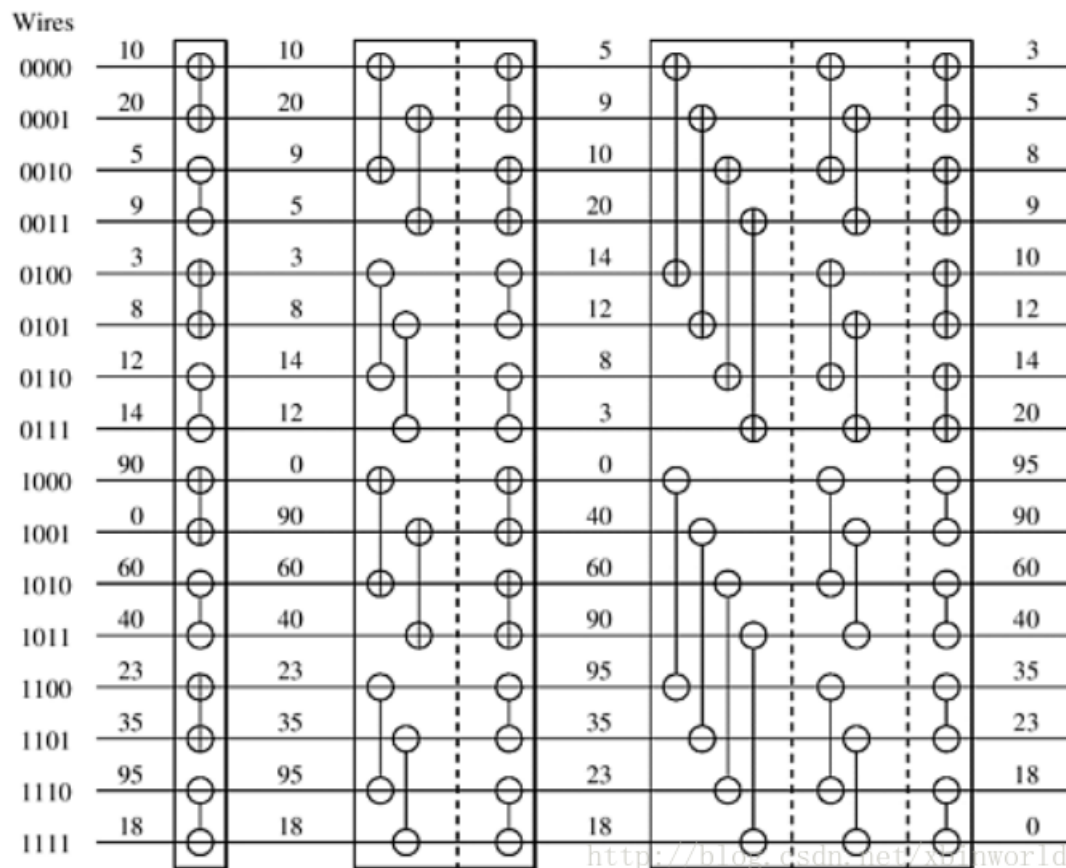 Wires
0000 10 10 5 3
0001 20 20 9 5
0010 5 9 10 8
0011 9 5 20 9
0100 3 3 14 10
0101 8 8 12 12
0110 12 14 8 14
0111 14 12 3 20
1000 90 0 0 95
1001 0 90 40 90
1010 60 60 60 60
1011 40 40 90 40
1100 23 23 95 35
1101 35 35 35 23
1110 95 95 23 18
1111 18 18 18 0
http://blog.csdn.net/xbinworld